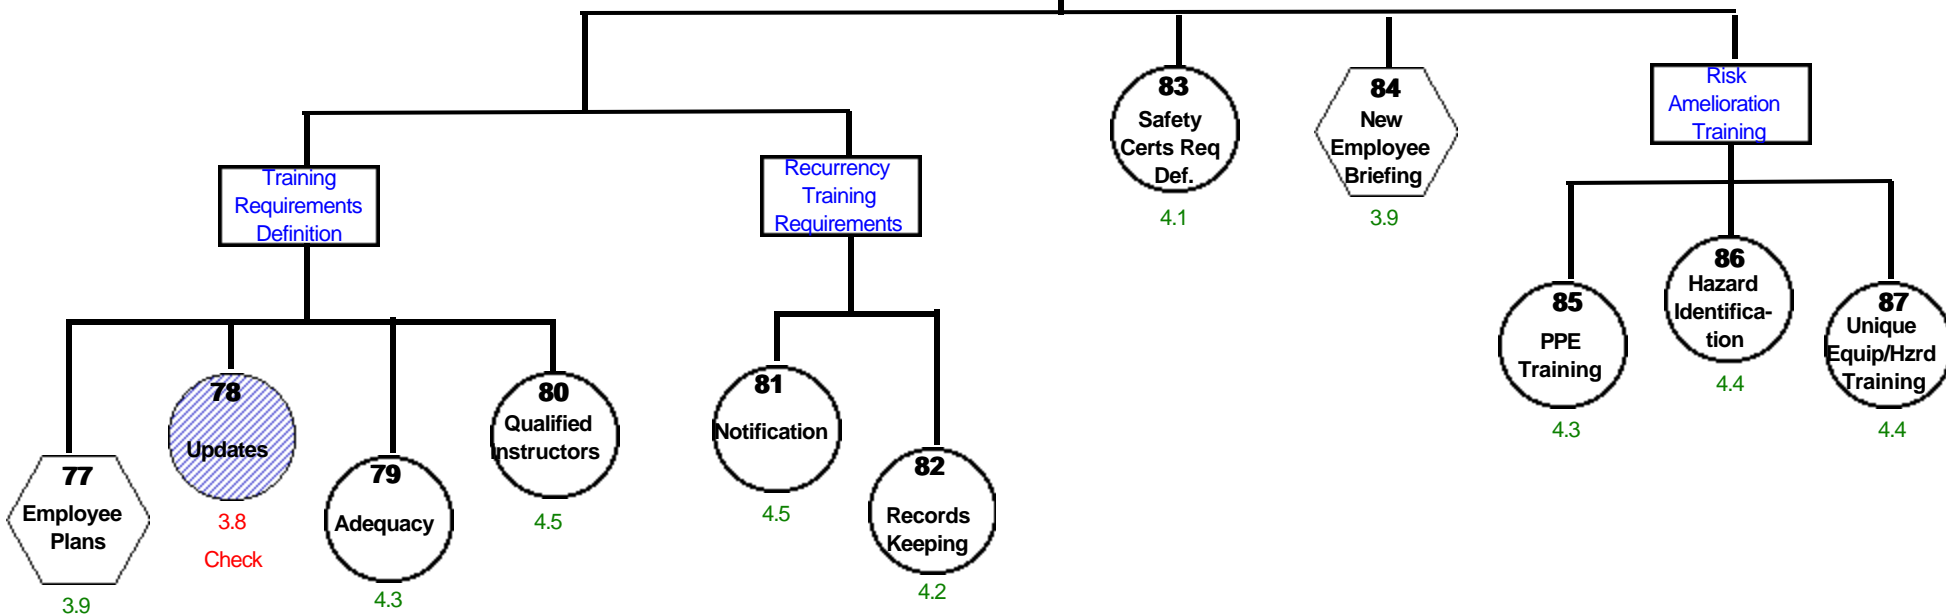 83
Safety
Certs Req
Def.
4.1
84
New
Employee
Briefing
3.9
Risk
Amelioration
Training
Training
Requirements
Definition
Recurrency
Training
Requirements
85
PPE
Training
4.3
86
Hazard
Identifica-
tion
4.4
87
Unique
Equip/Hzrd
Training
4.4
77
Employee
Plans
3.9
78
Updates
3.8
Check
79
Adequacy
4.3
80
Qualified
Instructors
4.5
81
Notification
4.5
82
Records
Keeping
4.2